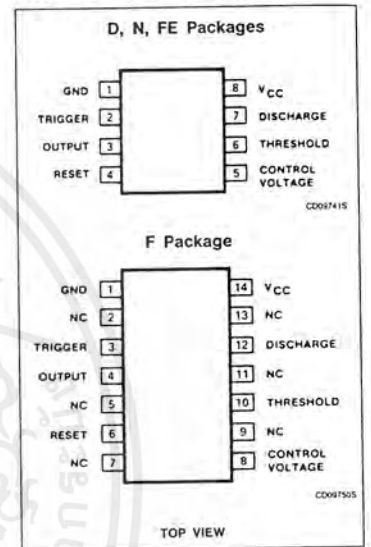 D, N, FE Packages
GND 1
TRIGGER 2
OUTPUT 3
RESET 4
8 VCC
7 DISCHARGE
6 THRESHOLD
5 CONTROL
VOLTAGE
CD09741S
F Package
GND 1
NC 2
TRIGGER 3
OUTPUT 4
NC 5
RESET 6
NC 7
14 VCC
13 NC
12 DISCHARGE
11 NC
10 THRESHOLD
9 NC
8 CONTROL
VOLTAGE
CD09750S
TOP VIEW